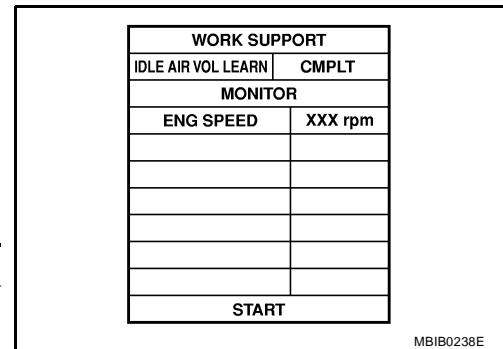 WORK SUPPORT
IDLE AIR VOL LEARN CMPLT
MONITOR
ENG SPEED XXX rpm
START
MBIB0238E